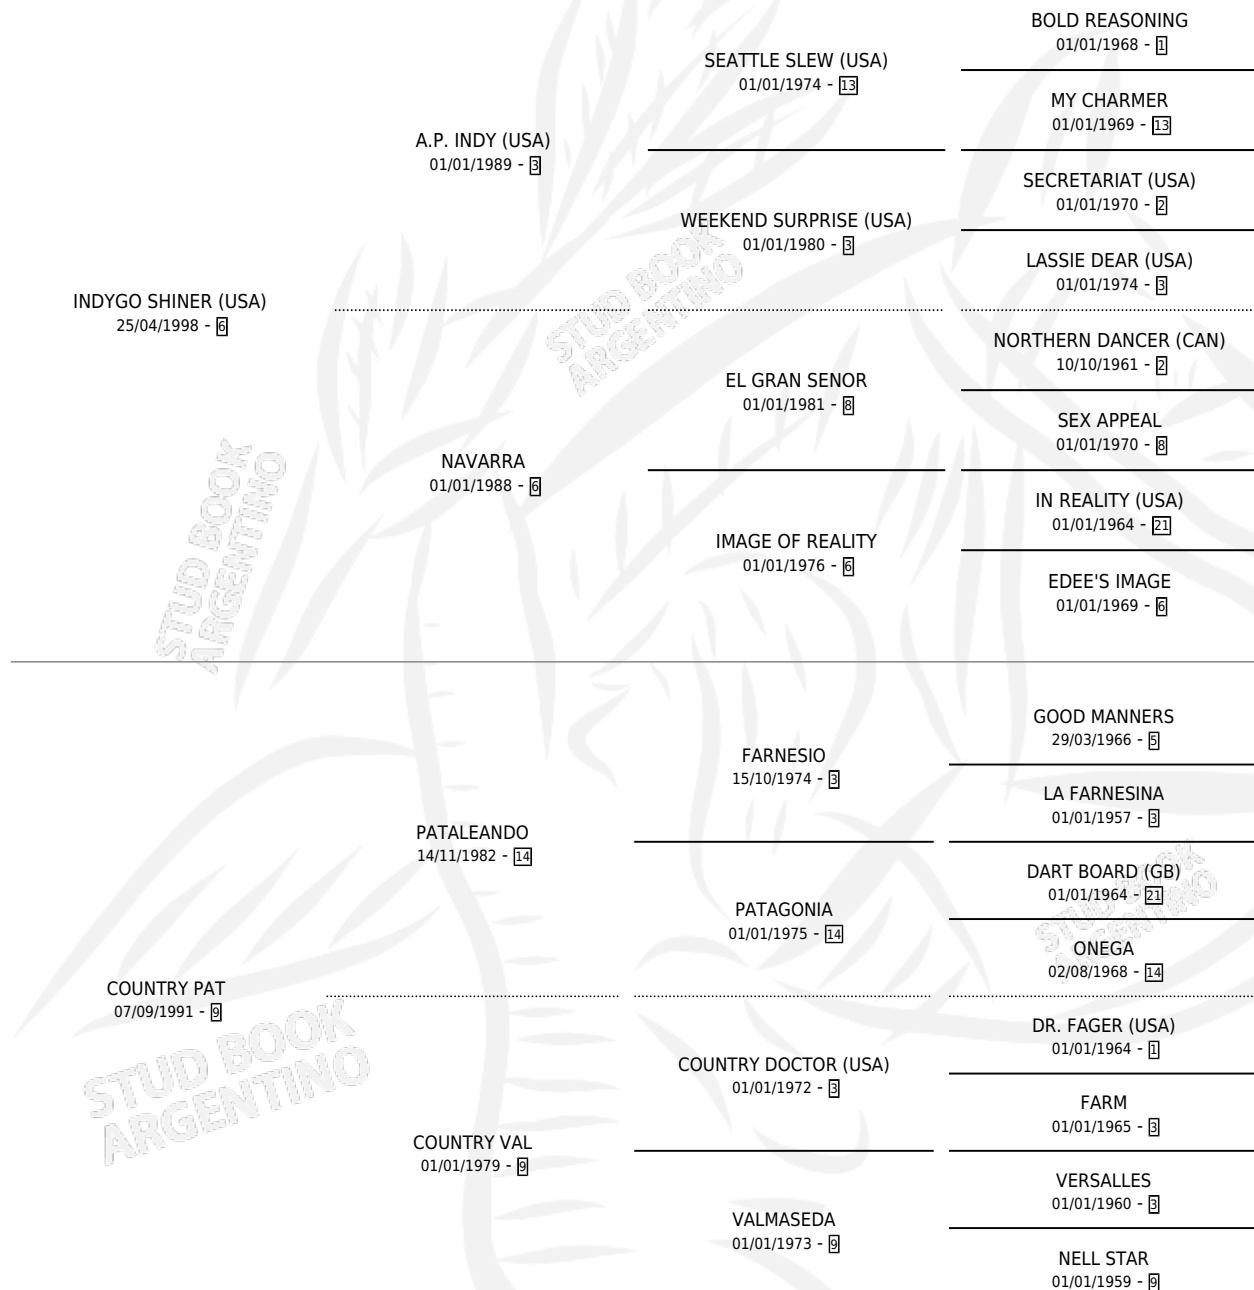 BOLD REASONING
01/01/1968 - 1
SEATTLE SLEW (USA)
01/01/1974 - 13
MY CHARMER
01/01/1969 - 13
A.P. INDY (USA)
01/01/1989 - 3
SECRETARIAT (USA)
01/01/1970 - 2
WEEKEND SURPRISE (USA)
01/01/1980 - 3
LASSIE DEAR (USA)
01/01/1974 - 3
INDYGO SHINER (USA)
25/04/1998 - 6
NORTHERN DANCER (CAN)
10/10/1961 - 2
EL GRAN SENOR
01/01/1981 - 8
SEX APPEAL
01/01/1970 - 8
NAVARRA
01/01/1988 - 6
IN REALITY (USA)
01/01/1964 - 21
IMAGE OF REALITY
01/01/1976 - 6
EDEE'S IMAGE
01/01/1969 - 6
GOOD MANNERS
29/03/1966 - 5
FARNESIO
15/10/1974 - 3
LA FARNESINA
01/01/1957 - 3
PATALEANDO
14/11/1982 - 14
DART BOARD (GB)
01/01/1964 - 21
PATAGONIA
01/01/1975 - 14
ONEGA
02/08/1968 - 14
COUNTRY PAT
07/09/1991 - 9
DR. FAGER (USA)
01/01/1964 - 1
COUNTRY DOCTOR (USA)
01/01/1972 - 3
FARM
01/01/1965 - 3
COUNTRY VAL
01/01/1979 - 9
VERSALLES
01/01/1960 - 3
VALMASEDA
01/01/1973 - 9
NELL STAR
01/01/1959 - 9
STUD BOOK
ARGENTINO
STUD BOOK
ARGENTINO
STUD BOOK
ARGENTINO
STUD BOOK
ARGENTINO